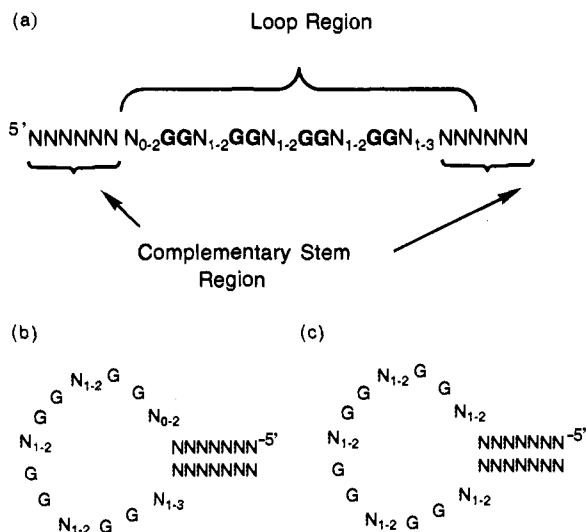 (a)
Loop Region
5' NNNNNN N₀₋₂GGN₁₋₂GGN₁₋₂GGN₁₋₂GGNₜ₋₃ NNNNNN
Complementary Stem
Region
(b)
N₁₋₂ G G N₀₋₂ NNNNNNN-5'
NNNNNNN N₁₋₃ G G N₁₋₂ G G N₁₋₂ G G
(c)
N₁₋₂ G G N₁₋₂ NNNNNNN-5'
NNNNNNN N₁₋₂ G G N₁₋₂ G G N₁₋₂ G G